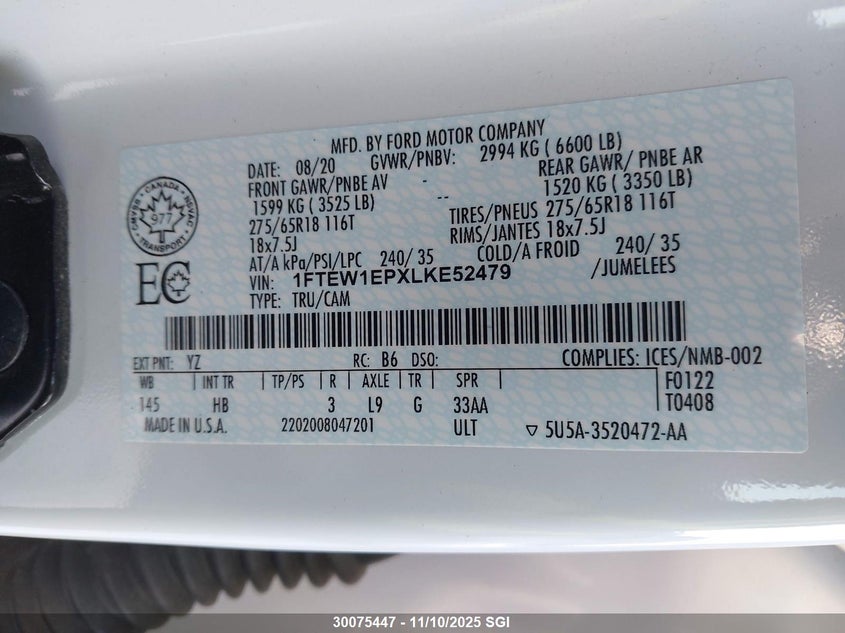 MFD. BY FORD MOTOR COMPANY
DATE: 08/20 GVWR/PNBV: 2994 KG ( 6600 LB)
FRONT GAWR/PNBE AV - REAR GAWR/ PNBE AR
1599 KG ( 3525 LB) -- 1520 KG ( 3350 LB)
275/65R18 116T TIRES/PNEUS 275/65R18 116T
18x7.5J RIMS/JANTES 18x7.5J
AT/A kPa/PSI/LPC 240/ 35 COLD/A FROID 240/ 35
VIN: 1FTEW1EPXLKE52479 /JUMELEES
TYPE: TRU/CAM
CANADA
CMVSS RSVAC
977
TRANSPORT
EC
EXT PNT: YZ RC: B6 DSO: COMPLIES: ICES/NMB-002
WB INT TR TP/PS R AXLE TR SPR F0122
145 HB 3 L9 G 33AA T0408
MADE IN U.S.A. 2202008047201 ULT ▽ 5U5A-3520472-AA
30075447 - 11/10/2025 SGI